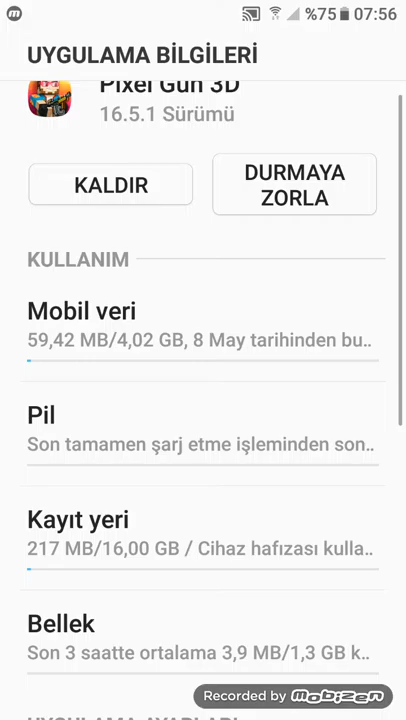 %75 07:56
UYGULAMA BİLGİLERİ
Pixel Gun 3D
16.5.1 Sürümü
KALDIR
DURMAYA
ZORLA
KULLANIM
Mobil veri
59,42 MB/4,02 GB, 8 May tarihinden bu..
Pil
Son tamamen şarj etme işleminden son..
Kayıt yeri
217 MB/16,00 GB / Cihaz hafızası kulla..
Bellek
Son 3 saatte ortalama 3,9 MB/1,3 GB k..
UYGULAMA AYARLARI
Recorded by mobizen